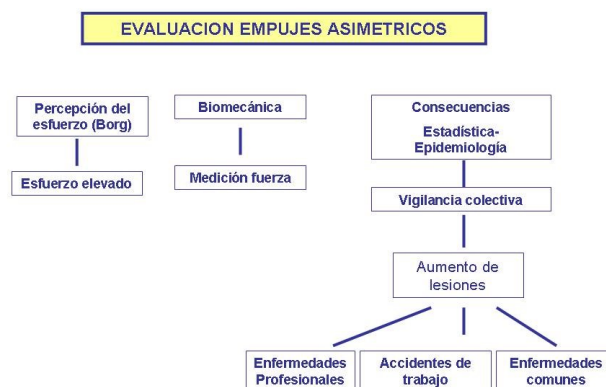 EVALUACION EMPUJES ASIMETRICOS
Percepción del
esfuerzo (Borg)
Esfuerzo elevado
Biomecánica
Medición fuerza
Consecuencias
Estadística-
Epidemiología
Vigilancia colectiva
Aumento de
lesiones
Enfermedades
Profesionales
Accidentes de
trabajo
Enfermedades
comunes